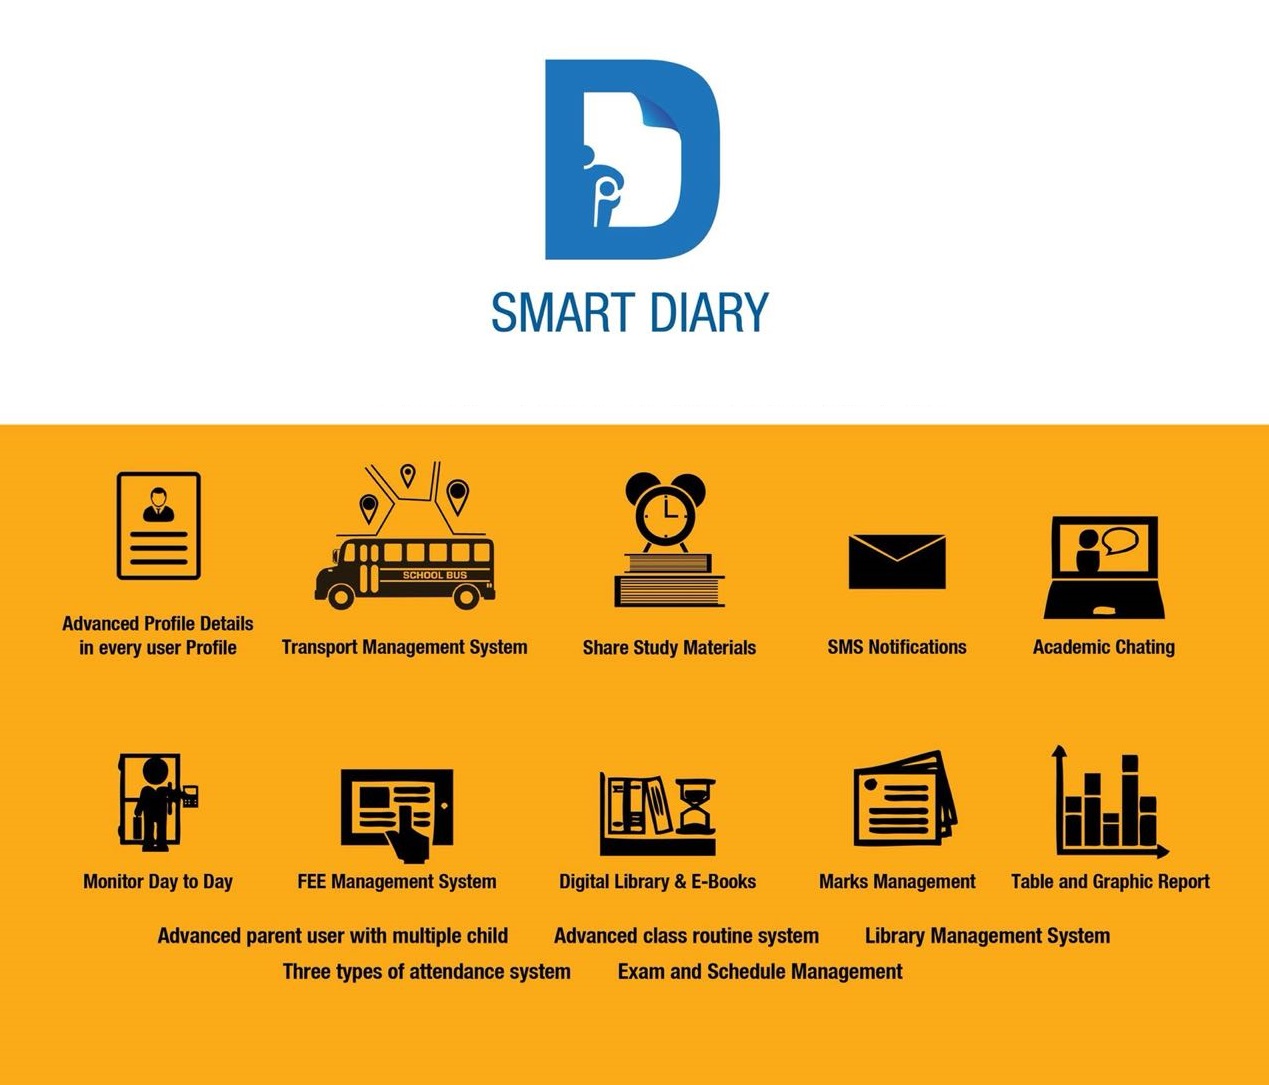 SMART DIARY
SCHOOL BUS
Advanced Profile Details
in every user Profile
Transport Management System
Share Study Materials
SMS Notifications
Academic Chating
Monitor Day to Day
FEE Management System
Digital Library & E-Books
Marks Management
Table and Graphic Report
Advanced parent user with multiple child
Advanced class routine system
Library Management System
Three types of attendance system
Exam and Schedule Management